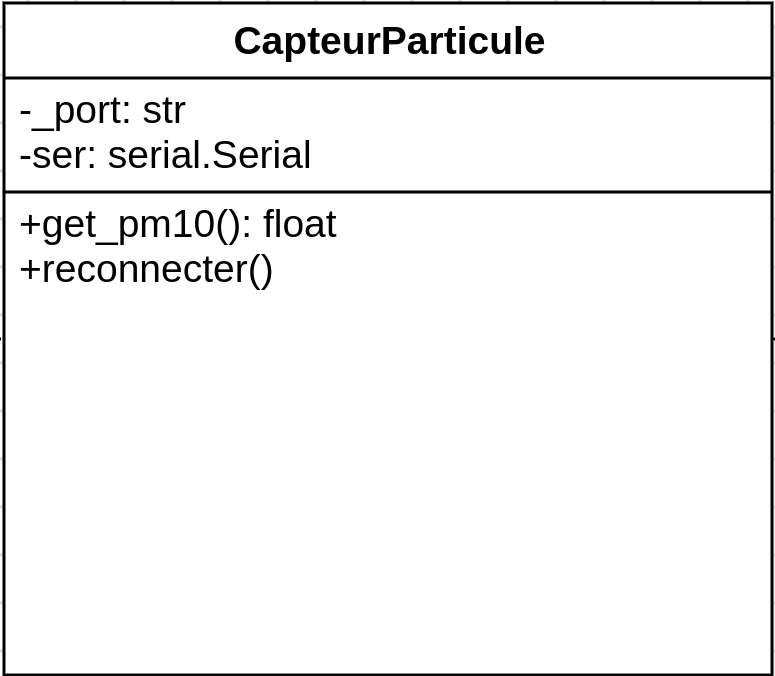 CapteurParticule
-_port: str
-ser: serial.Serial
+get_pm10(): float
+reconnecter()